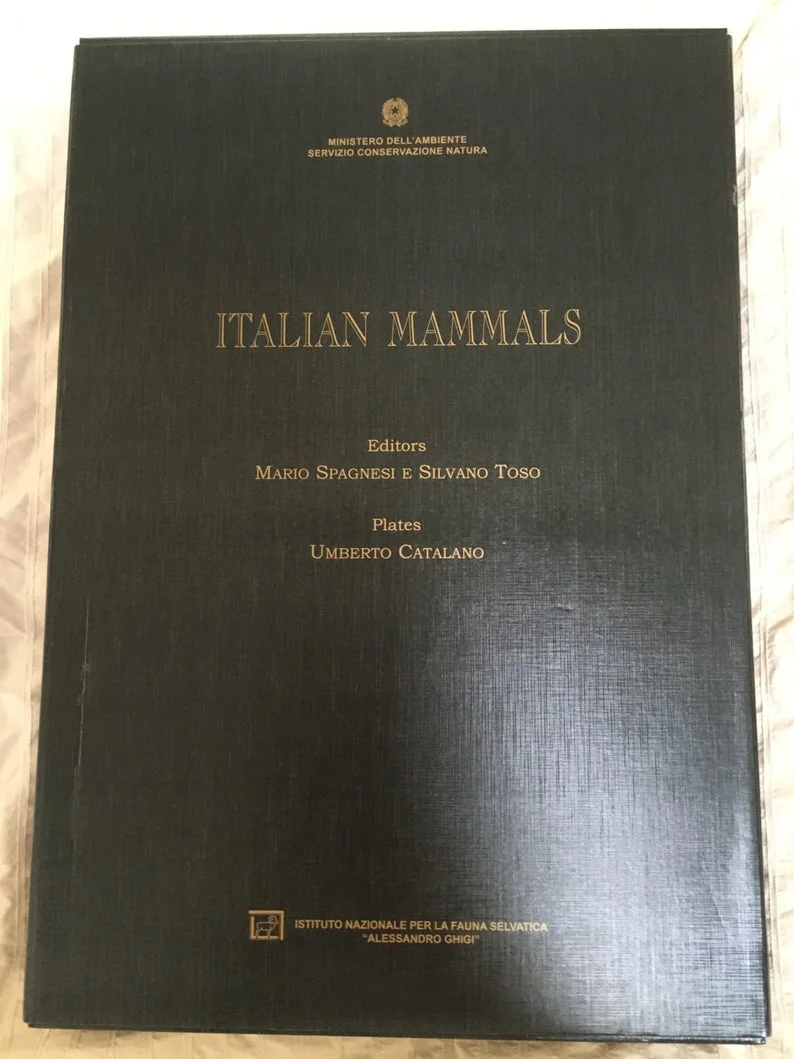 MINISTERO DELL'AMBIENTE
SERVIZIO CONSERVAZIONE NATURA
ITALIAN MAMMALS
Editors
MARIO SPAGNESI E SILVANO TOSO
Plates
UMBERTO CATALANO
ISTITUTO NAZIONALE PER LA FAUNA SELVATICA
"ALESSANDRO GHIGI"